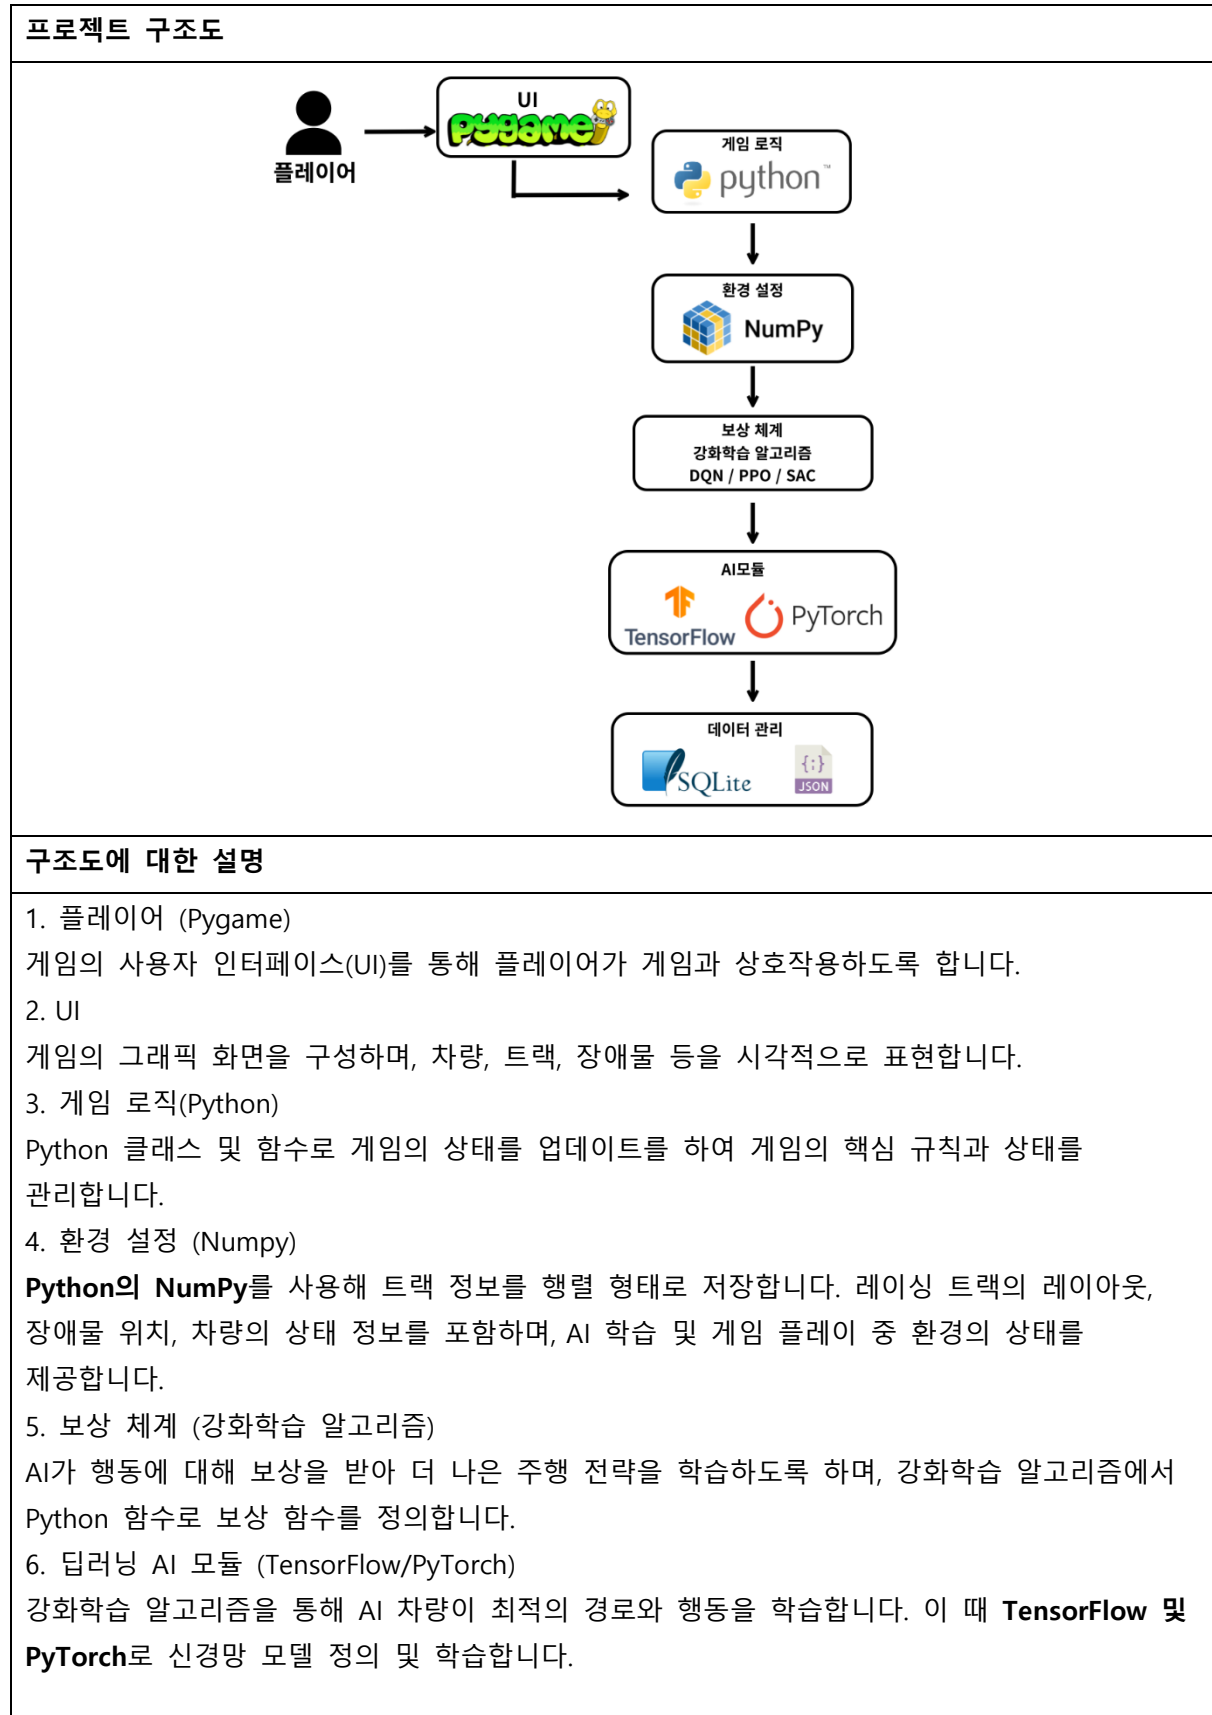 프로젝트 구조도
UI
pygame
플레이어
게임 로직
python™
환경 설정
NumPy
보상 체계
강화학습 알고리즘
DQN / PPO / SAC
AI모듈
TensorFlow
PyTorch
데이터 관리
SQLite
{;}
JSON
구조도에 대한 설명
1. 플레이어 (Pygame)
게임의 사용자 인터페이스(UI)를 통해 플레이어가 게임과 상호작용하도록 합니다.
2. UI
게임의 그래픽 화면을 구성하며, 차량, 트랙, 장애물 등을 시각적으로 표현합니다.
3. 게임 로직(Python)
Python 클래스 및 함수로 게임의 상태를 업데이트를 하여 게임의 핵심 규칙과 상태를
관리합니다.
4. 환경 설정 (Numpy)
Python의 NumPy를 사용해 트랙 정보를 행렬 형태로 저장합니다. 레이싱 트랙의 레이아웃,
장애물 위치, 차량의 상태 정보를 포함하며, AI 학습 및 게임 플레이 중 환경의 상태를
제공합니다.
5. 보상 체계 (강화학습 알고리즘)
AI가 행동에 대해 보상을 받아 더 나은 주행 전략을 학습하도록 하며, 강화학습 알고리즘에서
Python 함수로 보상 함수를 정의합니다.
6. 딥러닝 AI 모듈 (TensorFlow/PyTorch)
강화학습 알고리즘을 통해 AI 차량이 최적의 경로와 행동을 학습합니다. 이 때 TensorFlow 및
PyTorch로 신경망 모델 정의 및 학습합니다.